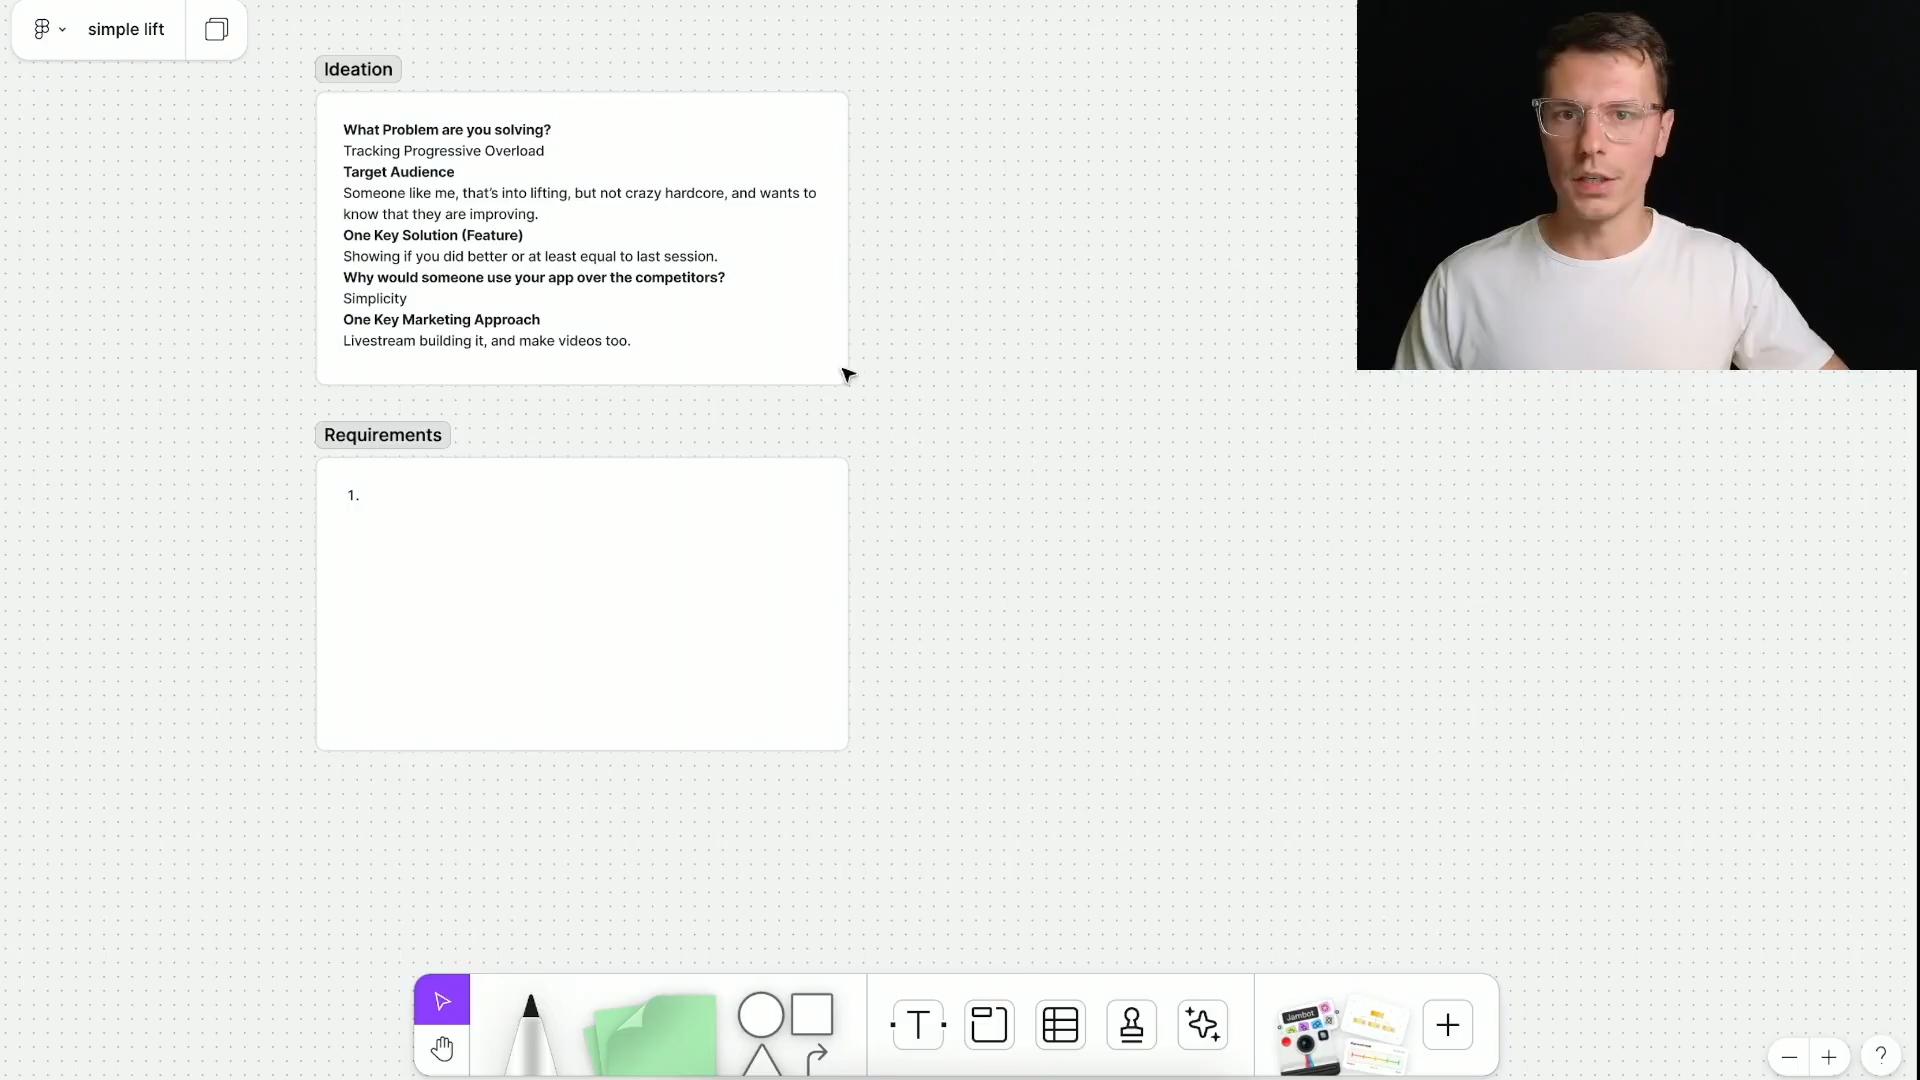 simple lift
Ideation
What Problem are you solving?
Tracking Progressive Overload
Target Audience
Someone like me, that's into lifting, but not crazy hardcore, and wants to
know that they are improving.
One Key Solution (Feature)
Showing if you did better or at least equal to last session.
Why would someone use your app over the competitors?
Simplicity
One Key Marketing Approach
Livestream building it, and make videos too.
Requirements
1.
T
Jambot
?